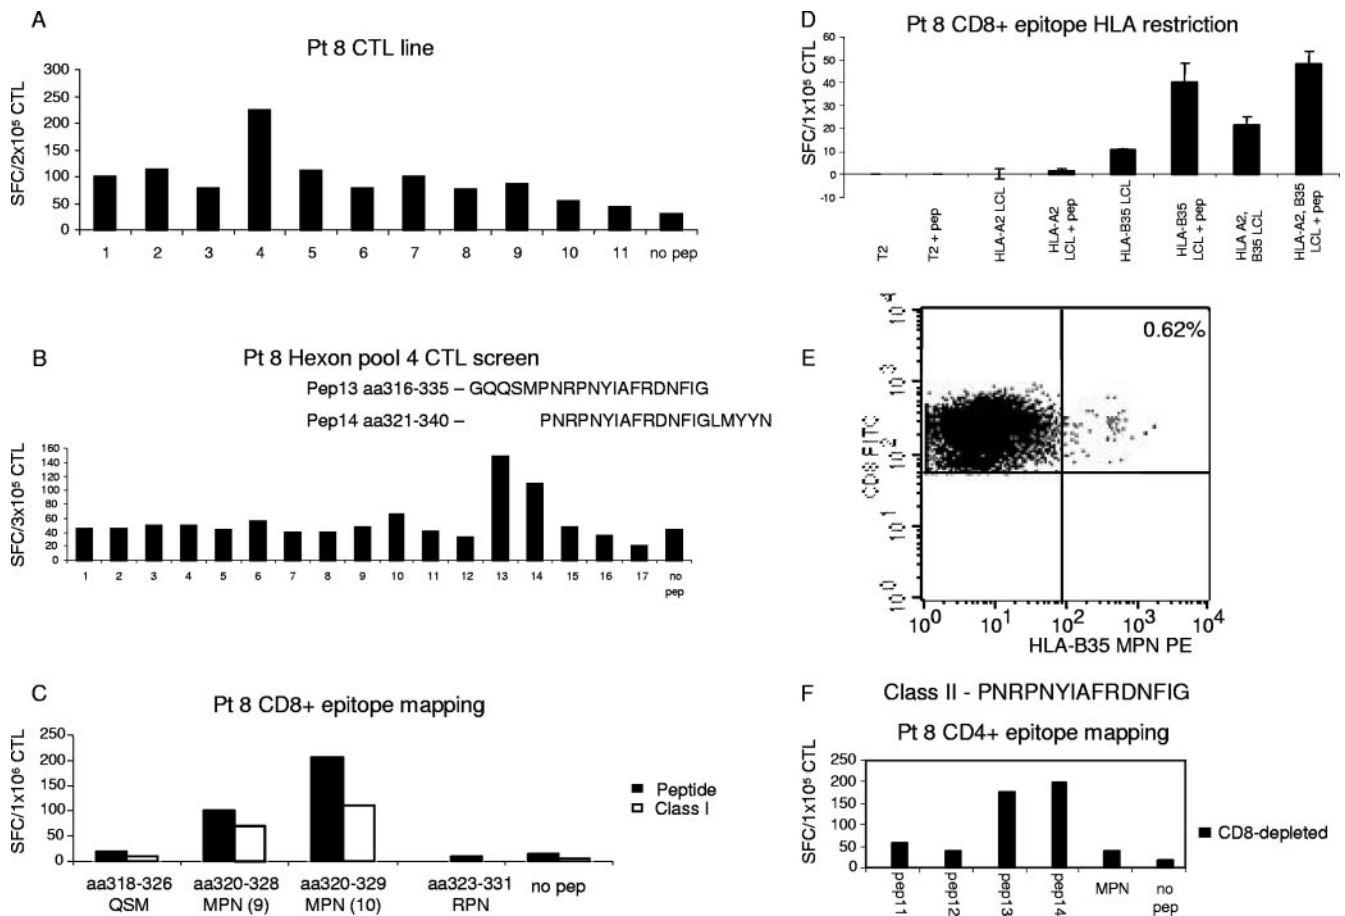 A
Pt 8 CTL line
SFC/2x10⁵ CTL
300
250
200
150
100
50
0
1 2 3 4 5 6 7 8 9 10 11 no pep
B
Pt 8 Hexon pool 4 CTL screen
Pep13 aa316-335 – GQQSMPNRPNYIAFRDNFIG
Pep14 aa321-340 – PNRPNYIAFRDNFIGLMYYN
SFC/3x10⁵ CTL
160
140
120
100
80
60
40
20
0
1 2 3 4 5 6 7 8 9 10 11 12 13 14 15 16 17 no
pep
C
Pt 8 CD8+ epitope mapping
SFC/1x10⁶ CTL
250
200
150
100
50
0
Peptide
Class I
aa318-326 aa320-328 aa320-329 aa323-331 no pep
QSM MPN (9) MPN (10) RPN
D
Pt 8 CD8+ epitope HLA restriction
SFC/1x10⁵ CTL
60
50
40
30
20
10
0
-10
T2
T2 + pep
HLA-A2 LCL
HLA-A2
LCL + pep
HLA-B35 LCL
HLA-B35
LCL + pep
HLA A2,
B35 LCL
HLA-A2, B35
LCL + pep
E
0.62%
CD8 FITC
10⁴
10³
10²
10¹
10⁰
10⁰ 10¹ 10² 10³ 10⁴
HLA-B35 MPN PE
F
Class II - PNRPNYIAFRDNFIG
Pt 8 CD4+ epitope mapping
SFC/1x10⁵ CTL
250
200
150
100
50
0
CD8-depleted
pep11
pep12
pep13
pep14
MPN
no
pep